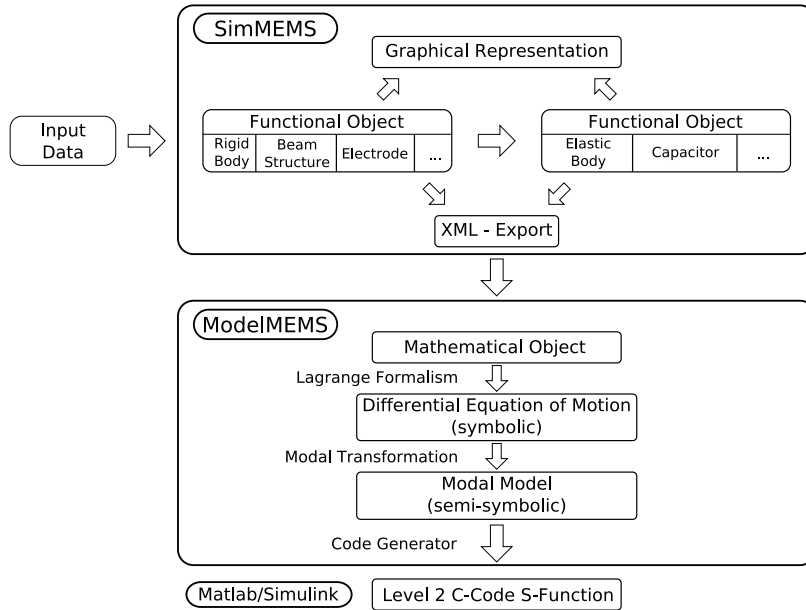 SimMEMS
Graphical Representation
Input
Data
Functional Object
Rigid
Body
Beam
Structure
Electrode
...
Functional Object
Elastic
Body
Capacitor
...
XML - Export
ModelMEMS
Mathematical Object
Lagrange Formalism
Differential Equation of Motion
(symbolic)
Modal Transformation
Modal Model
(semi-symbolic)
Code Generator
Matlab/Simulink
Level 2 C-Code S-Function